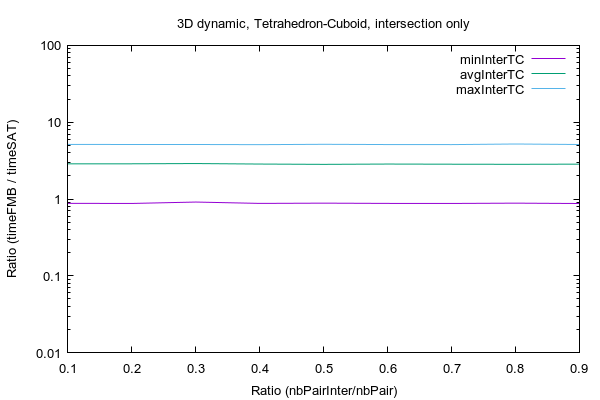 3D dynamic, Tetrahedron-Cuboid, intersection only
minInterTC
avgInterTC
maxInterTC
100
10
1
0.1
0.01
Ratio (timeFMB / timeSAT)
0.1 0.2 0.3 0.4 0.5 0.6 0.7 0.8 0.9
Ratio (nbPairInter/nbPair)